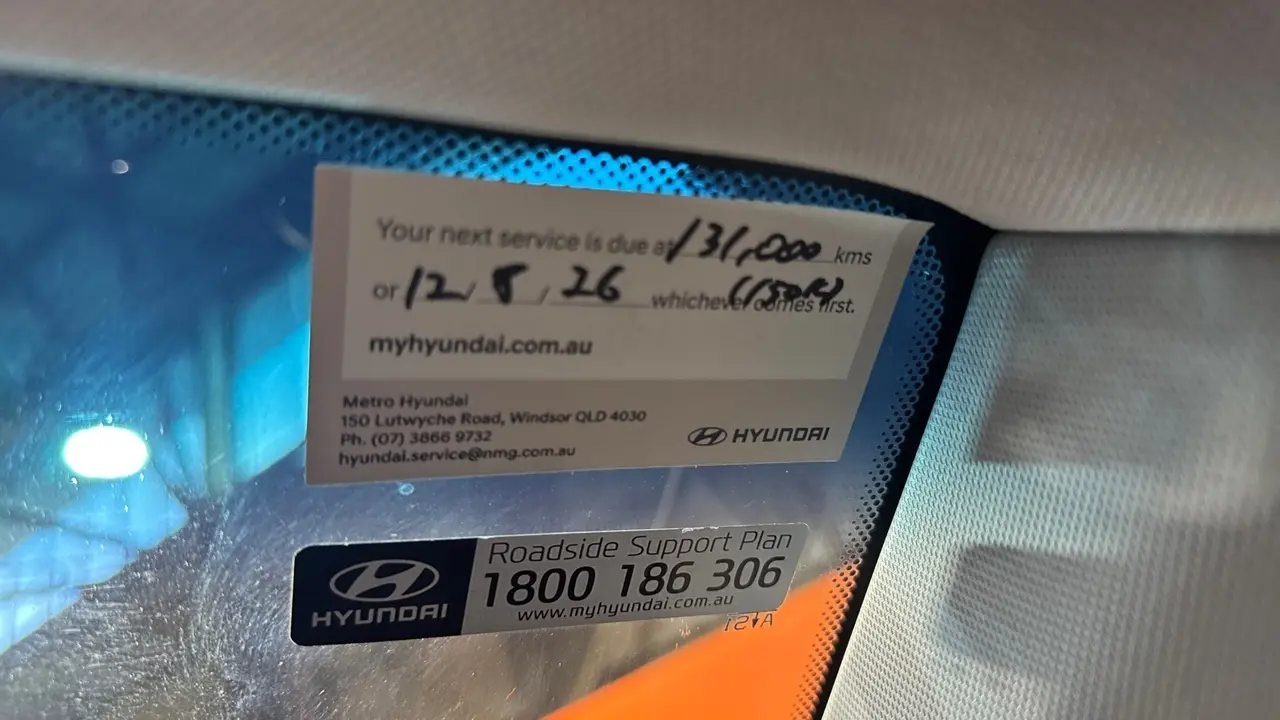 Your next service is due at 131,000 kms
or 12/ 8 / 26 whichever comes first.
(150K)
myhyundai.com.au
Metro Hyundai
150 Lutwyche Road, Windsor QLD 4030
Ph. (07) 3866 9732
hyundai.service@nmg.com.au
HYUNDAI
Roadside Support Plan
1800 186 306
www.myhyundai.com.au
HYUNDAI